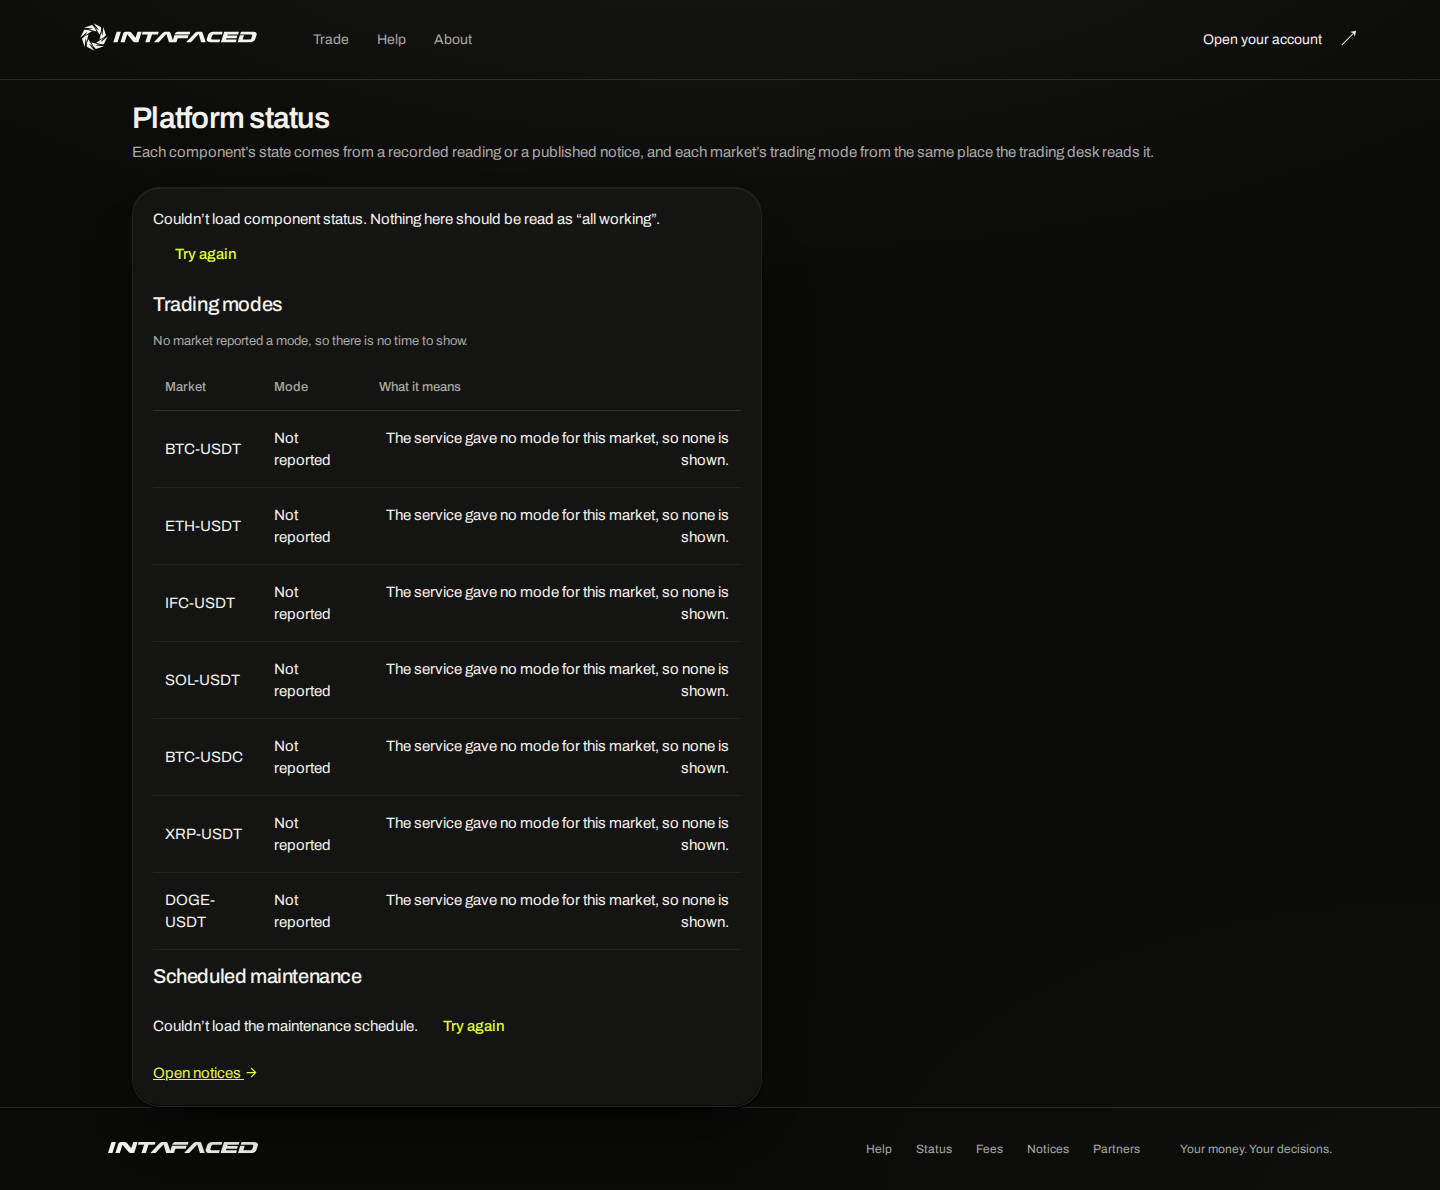 INTAFACED Trade Help About Open your account
Platform status
Each component’s state comes from a recorded reading or a published notice, and each market’s trading mode from the same place the trading desk reads it.
Couldn’t load component status. Nothing here should be read as “all working”.
Try again
Trading modes
No market reported a mode, so there is no time to show.
Market Mode What it means
BTC-USDT Not reported The service gave no mode for this market, so none is shown.
ETH-USDT Not reported The service gave no mode for this market, so none is shown.
IFC-USDT Not reported The service gave no mode for this market, so none is shown.
SOL-USDT Not reported The service gave no mode for this market, so none is shown.
BTC-USDC Not reported The service gave no mode for this market, so none is shown.
XRP-USDT Not reported The service gave no mode for this market, so none is shown.
DOGE-USDT Not reported The service gave no mode for this market, so none is shown.
Scheduled maintenance
Couldn’t load the maintenance schedule. Try again
Open notices →
INTAFACED Help Status Fees Notices Partners Your money. Your decisions.